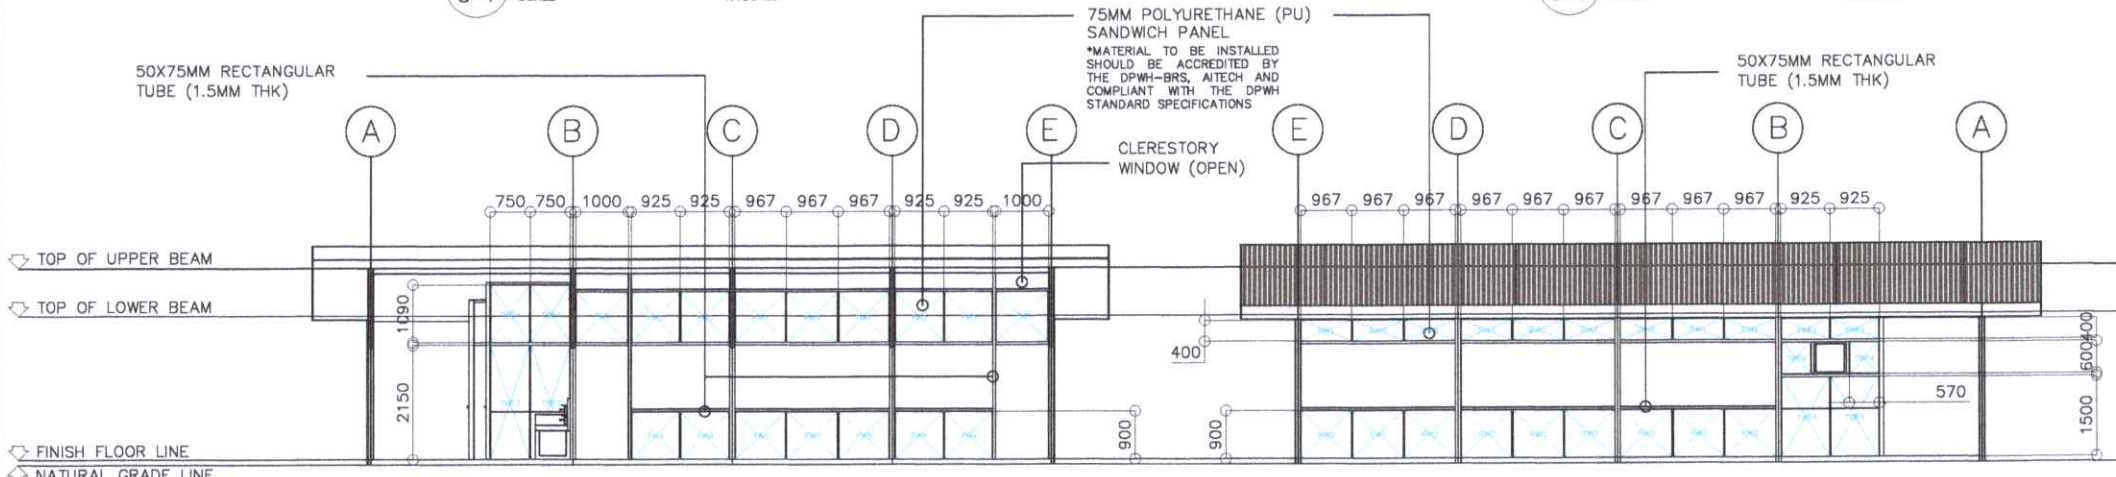 75MM POLYURETHANE (PU)
SANDWICH PANEL
*MATERIAL TO BE INSTALLED
SHOULD BE ACCREDITED BY
THE DPWH-BRS, AITECH AND
COMPLIANT WITH THE DPWH
STANDARD SPECIFICATIONS
50X75MM RECTANGULAR
TUBE (1.5MM THK)
50X75MM RECTANGULAR
TUBE (1.5MM THK)
A B C D E
E D C B A
CLERESTORY
WINDOW (OPEN)
750 750 1000 925 925 967 967 967 925 925 1000
967 967 967 967 967 967 967 967 967 925 925
TOP OF UPPER BEAM
TOP OF LOWER BEAM
1090
2150
900
400
900
400
600
570
1500
FINISH FLOOR LINE
NATURAL GRADE LINE